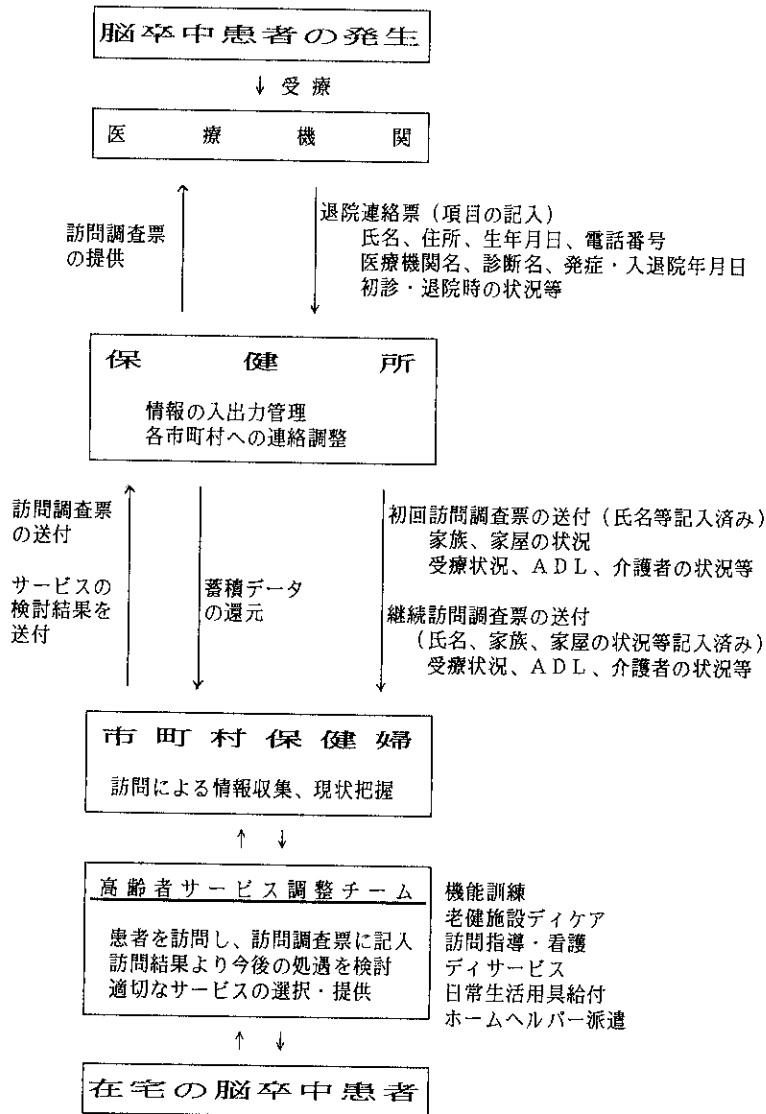 脳卒中患者の発生
↓ 受療
医療機関
訪問調査票
の提供
退院連絡票（項目の記入）
氏名、住所、生年月日、電話番号
医療機関名、診断名、発症・入退院年月日
初診・退院時の状況等
保健所
情報の入出力管理
各市町村への連絡調整
訪問調査票
の送付
サービスの
検討結果を
送付
蓄積データ
の還元
初回訪問調査票の送付（氏名等記入済み）
家族、家屋の状況
受療状況、ＡＤＬ、介護者の状況等
継続訪問調査票の送付
（氏名、家族、家屋の状況等記入済み）
受療状況、ＡＤＬ、介護者の状況等
市町村保健婦
訪問による情報収集、現状把握
↑ ↓
高齢者サービス調整チーム
患者を訪問し、訪問調査票に記入
訪問結果より今後の処遇を検討
適切なサービスの選択・提供
機能訓練
老健施設ディケア
訪問指導・看護
ディサービス
日常生活用具給付
ホームヘルパー派遣
↑ ↓
在宅の脳卒中患者